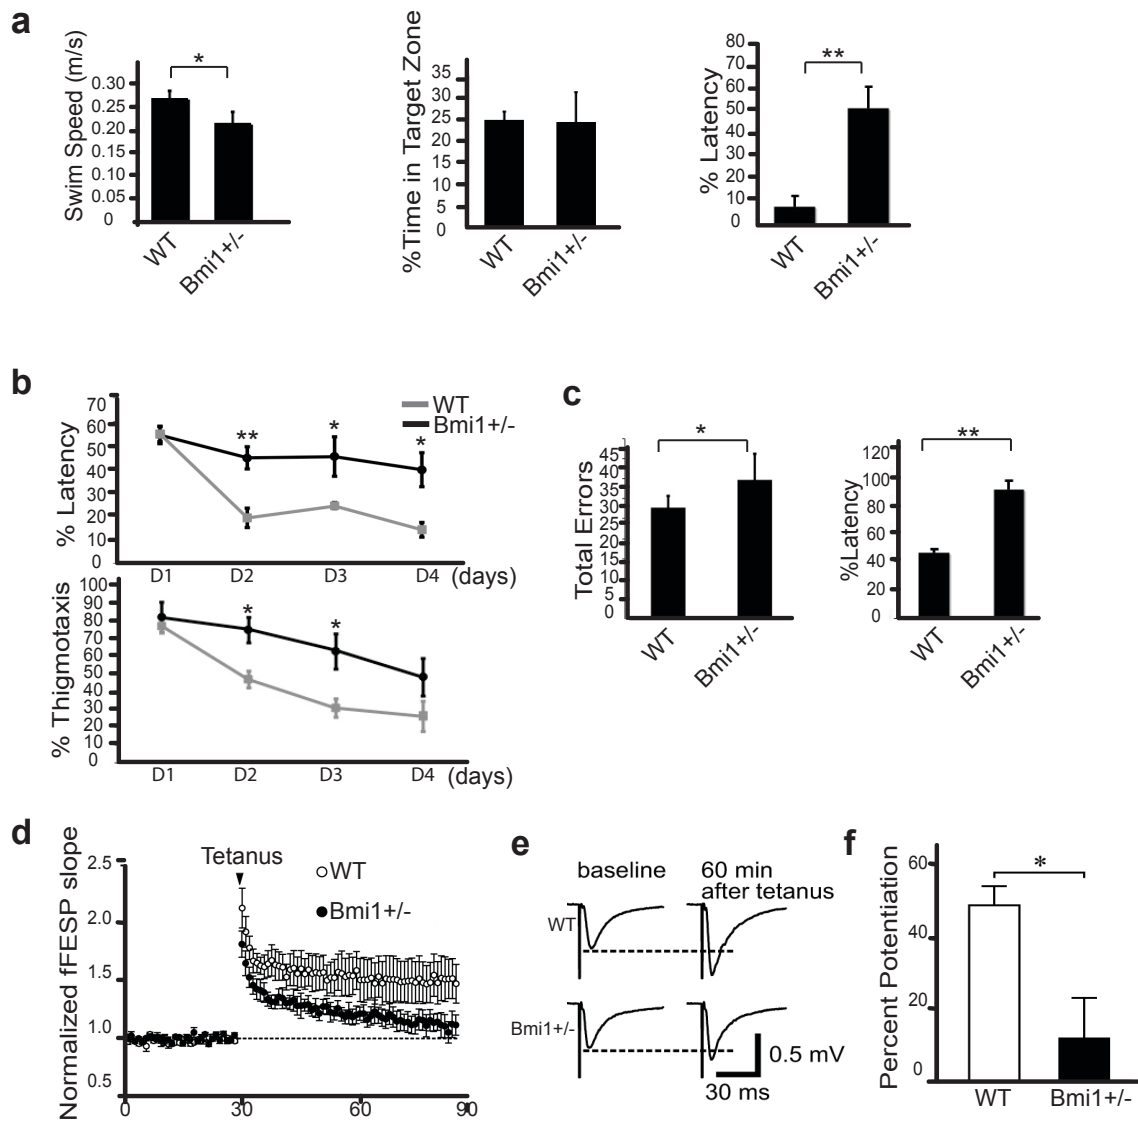 a
Swim Speed (m/s)
0.30
0.25
0.20
0.15
0.10
0.05
0
*
WT
Bmi1+/-
%Time in Target Zone
35
30
25
20
15
10
5
0
WT
Bmi1+/-
% Latency
80
70
60
50
40
30
20
10
0
**
WT
Bmi1+/-
b
% Latency
70
60
50
40
30
20
10
0
WT
Bmi1+/-
** * *
D1 D2 D3 D4 (days)
% Thigmotaxis
100
90
80
70
60
50
40
30
20
10
0
* *
D1 D2 D3 D4 (days)
c
Total Errors
45
40
35
30
25
20
15
10
5
0
*
WT
Bmi1+/-
%Latency
120
100
80
60
40
20
0
**
WT
Bmi1+/-
d
Normalized fFESP slope
2.5
2.0
1.5
1.0
0.5
Tetanus
WT
Bmi1+/-
0 30 60 90
e
baseline
60 min
after tetanus
WT
Bmi1+/-
0.5 mV
30 ms
f
Percent Potentiation
60
40
20
0
*
WT Bmi1+/-